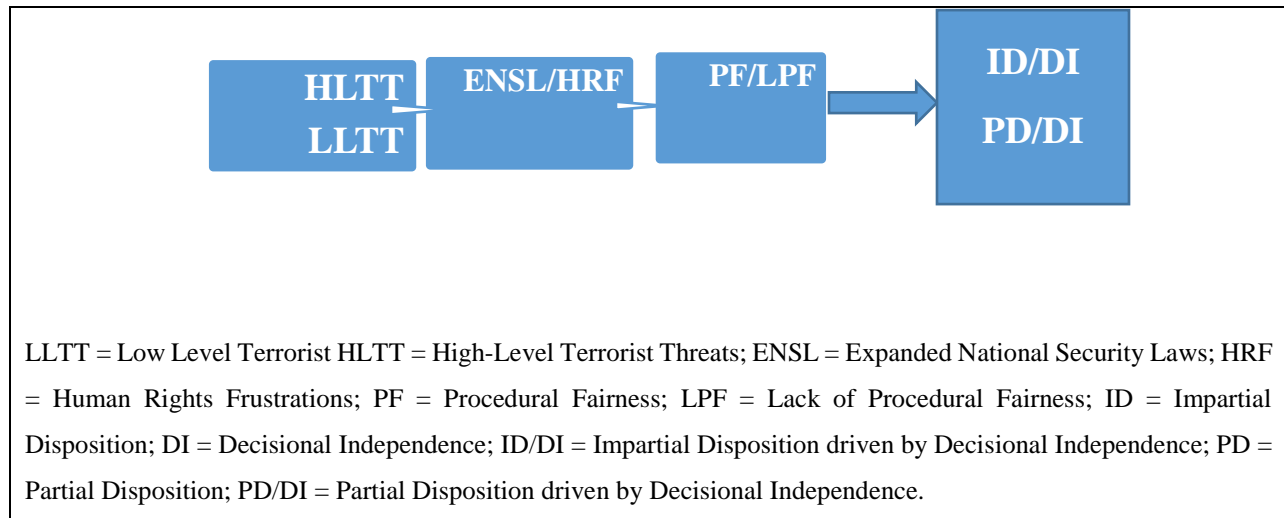 HLTT
LLTT
ENSL/HRF
PF/LPF
ID/DI
PD/DI
LLTT = Low Level Terrorist HLTT = High-Level Terrorist Threats; ENSL = Expanded National Security Laws; HRF
= Human Rights Frustrations; PF = Procedural Fairness; LPF = Lack of Procedural Fairness; ID = Impartial
Disposition; DI = Decisional Independence; ID/DI = Impartial Disposition driven by Decisional Independence; PD =
Partial Disposition; PD/DI = Partial Disposition driven by Decisional Independence.